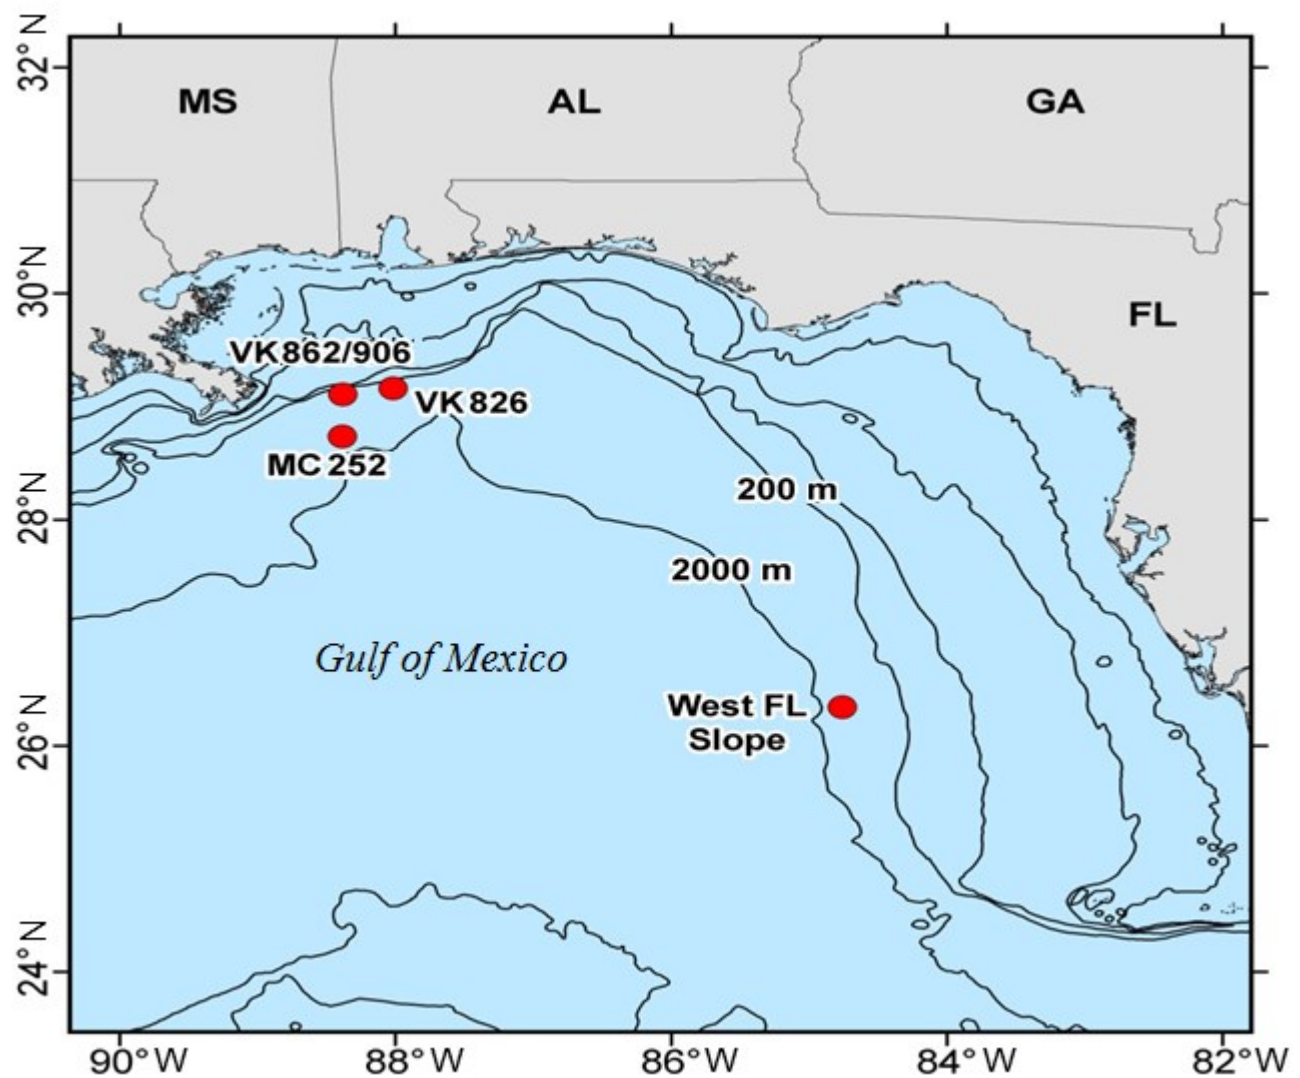 32°N
MS
AL
GA
30°N
FL
VK862/906
VK826
MC252
200 m
28°N
2000 m
Gulf of Mexico
West FL
Slope
26°N
24°N
90°W
88°W
86°W
84°W
82°W